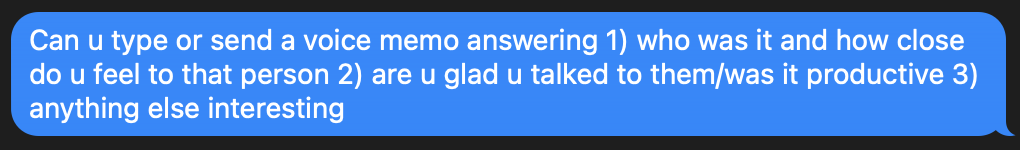 Can u type or send a voice memo answering 1) who was it and how close
do u feel to that person 2) are u glad u talked to them/was it productive 3)
anything else interesting